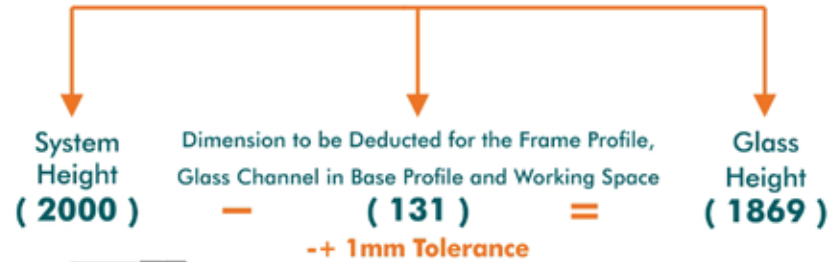 System Height
Dimension to be Deducted for the Frame Profile,
Glass Channel in Base Profile and Working Space
Glass Height
( 2000 ) − ( 131 ) = ( 1869 )
-+ 1mm Tolerance